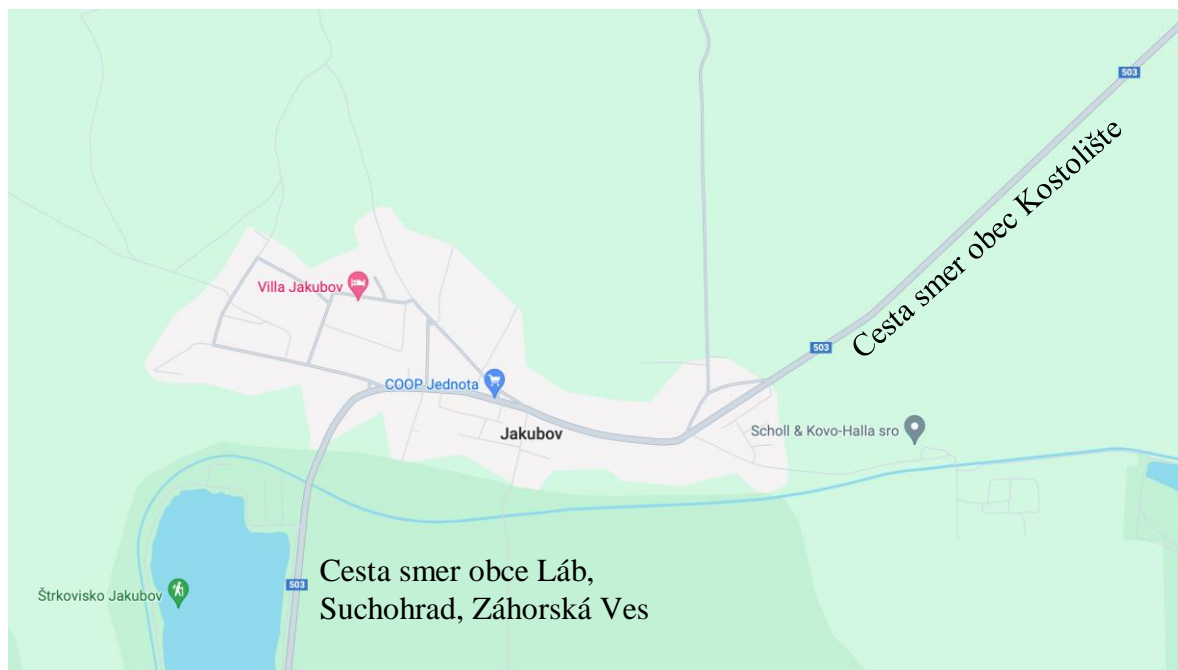 503
Cesta smer obec Kostolište
Villa Jakubov
503
COOP Jednota
Jakubov
Scholl & Kovo-Halla sro
Cesta smer obce Láb,
Suchohrad, Záhorská Ves
503
Štrkovisko Jakubov